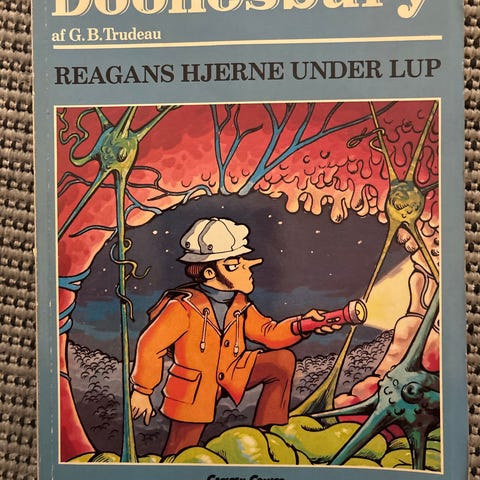 Doonesbury
af G.B.Trudeau
REAGANS HJERNE UNDER LUP